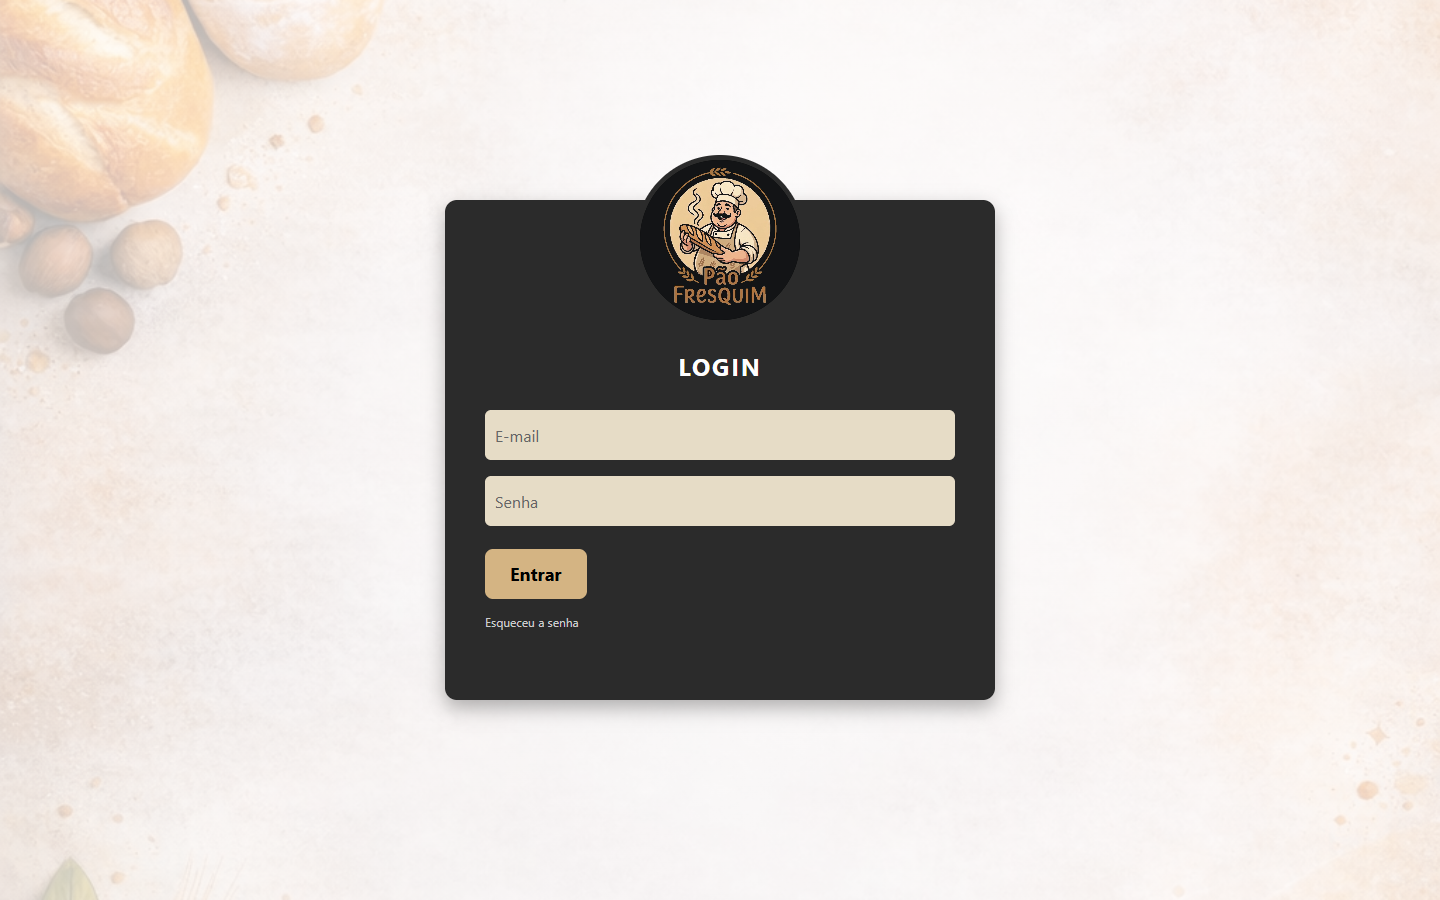 Pão
FRESQUIM
LOGIN
E-mail
Senha
Entrar
Esqueceu a senha